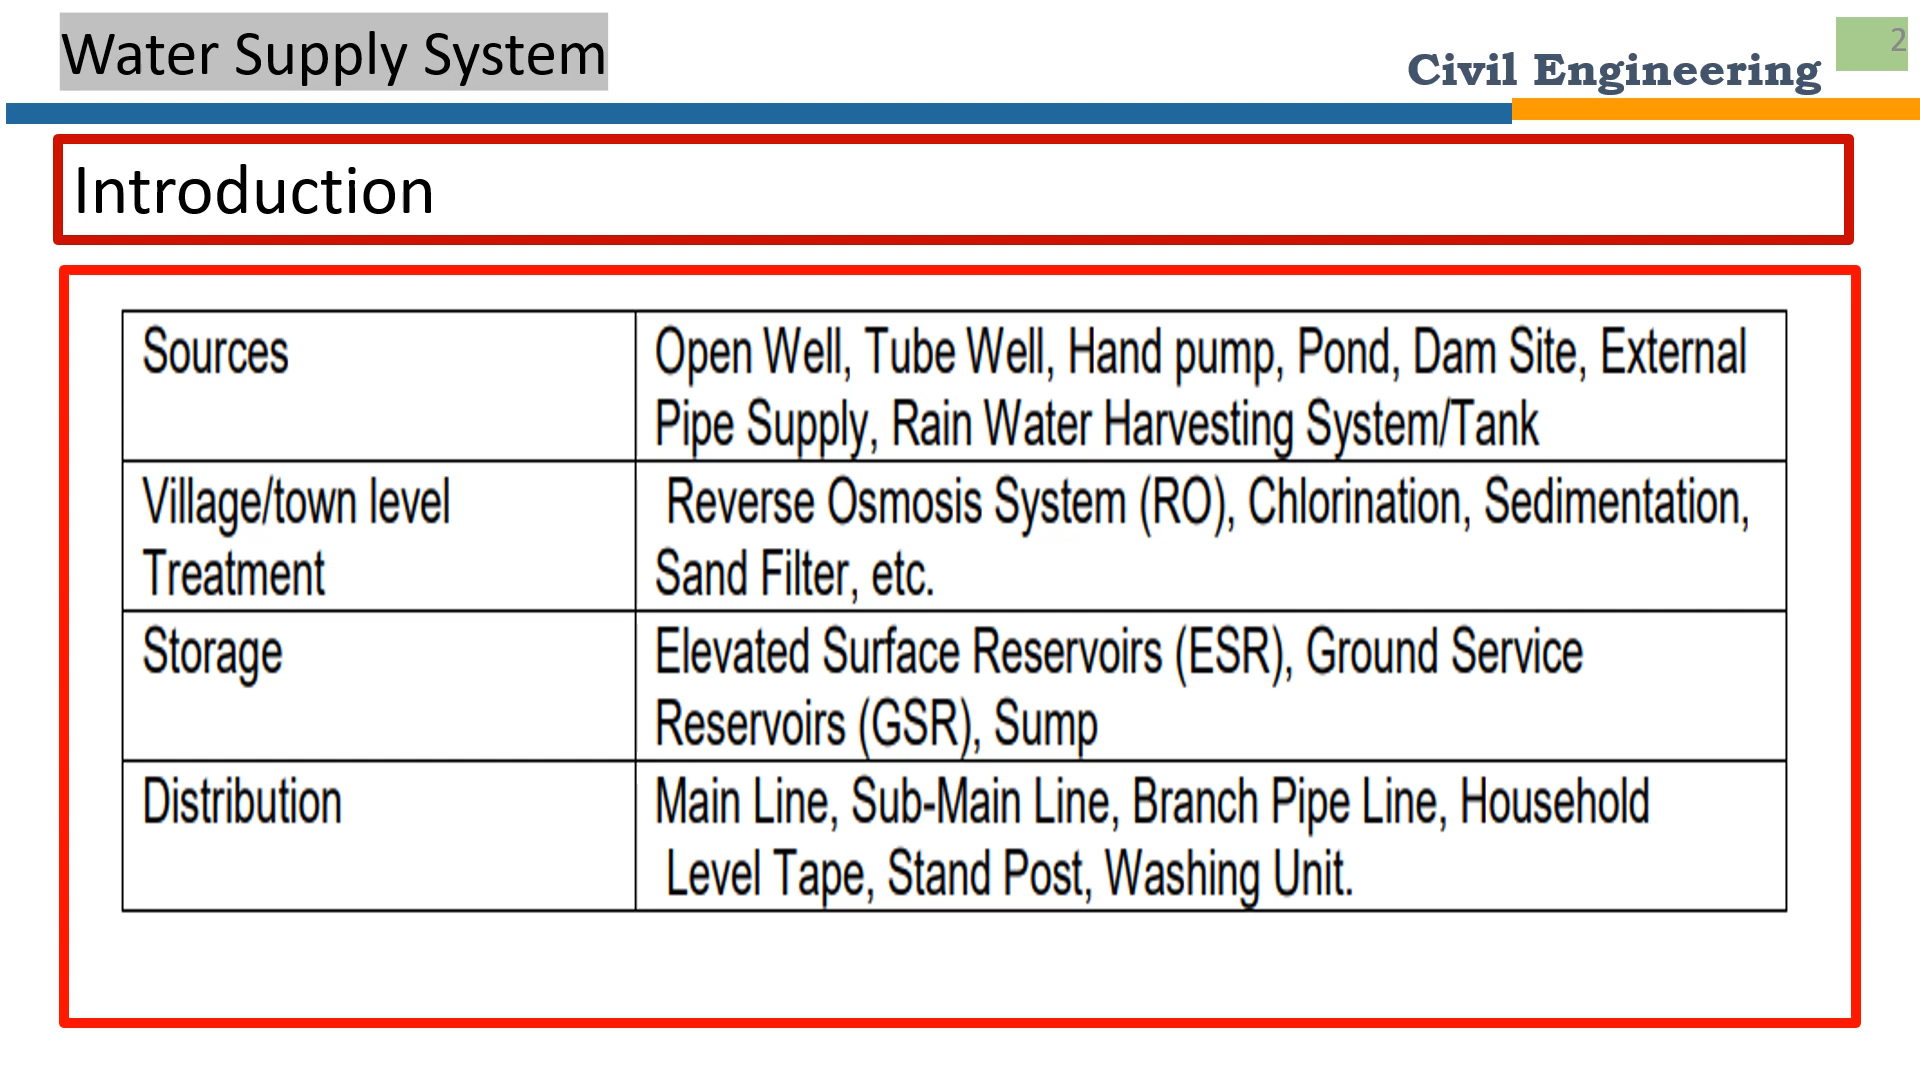 Water Supply System
Civil Engineering
2
Introduction
Sources
Open Well, Tube Well, Hand pump, Pond, Dam Site, External
Pipe Supply, Rain Water Harvesting System/Tank
Village/town level
Treatment
Reverse Osmosis System (RO), Chlorination, Sedimentation,
Sand Filter, etc.
Storage
Elevated Surface Reservoirs (ESR), Ground Service
Reservoirs (GSR), Sump
Distribution
Main Line, Sub-Main Line, Branch Pipe Line, Household
Level Tape, Stand Post, Washing Unit.